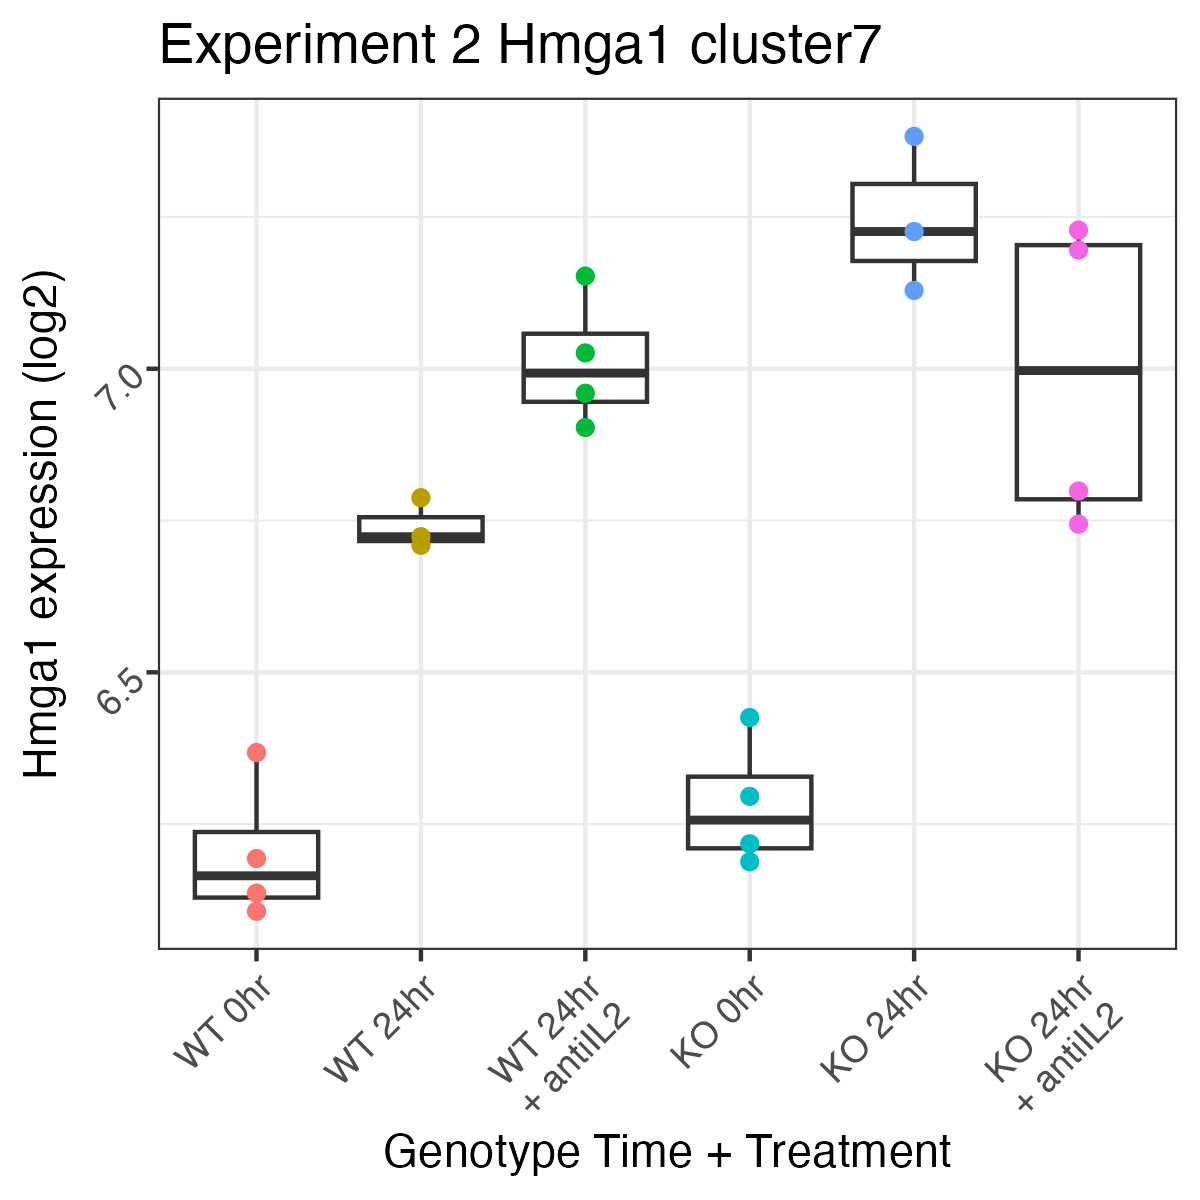 Experiment 2 Hmga1 cluster7
Hmga1 expression (log2)
7.0
6.5
WT 0hr
WT 24hr
WT 24hr
+ antiIL2
KO 0hr
KO 24hr
KO 24hr
+ antiIL2
Genotype Time + Treatment